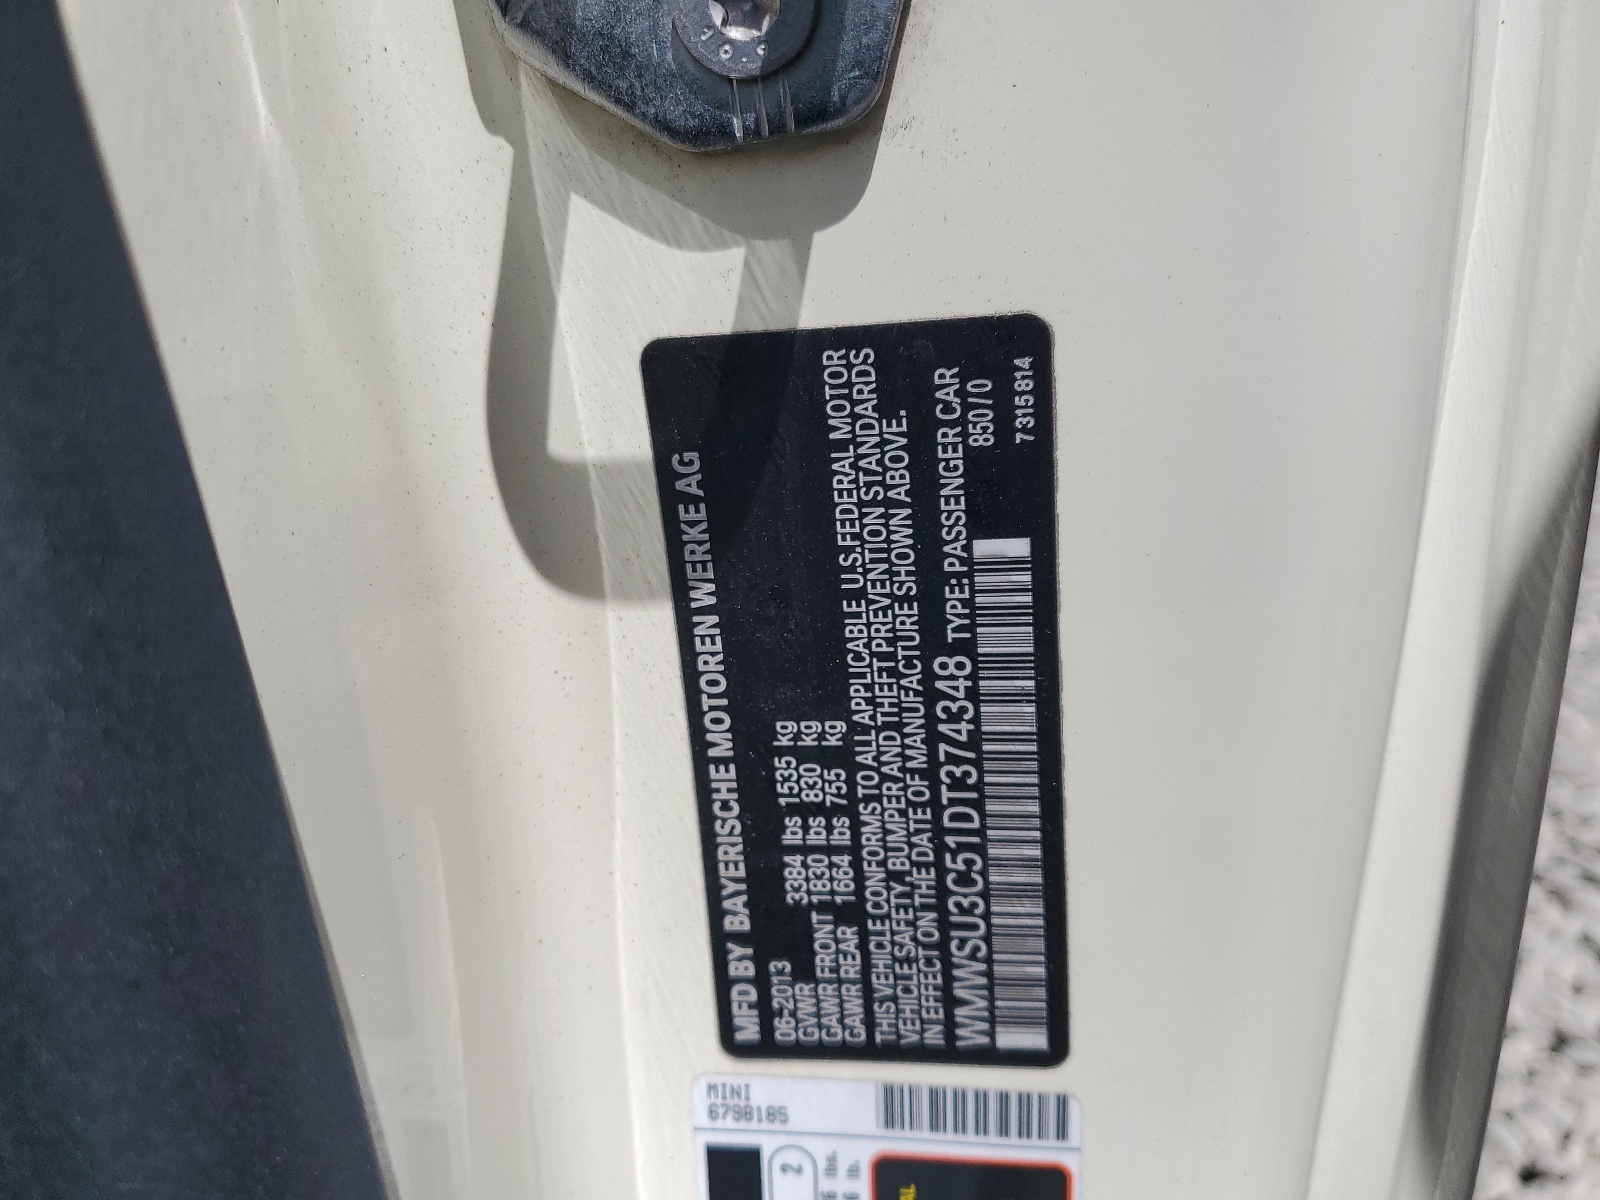 MFD BY BAYERISCHE MOTOREN WERKE AG
06-2013
GVWR 3384 lbs 1535 kg
GAWR FRONT 1830 lbs 830 kg
GAWR REAR 1664 lbs 755 kg
THIS VEHICLE CONFORMS TO ALL APPLICABLE U.S.FEDERAL MOTOR
VEHICLE SAFETY, BUMPER AND THEFT PREVENTION STANDARDS
IN EFFECT ON THE DATE OF MANUFACTURE SHOWN ABOVE.
WMWSU3C51DT374348 TYPE: PASSENGER CAR
850/0
7315814
MINI
6798185
2
lbs.
lb.